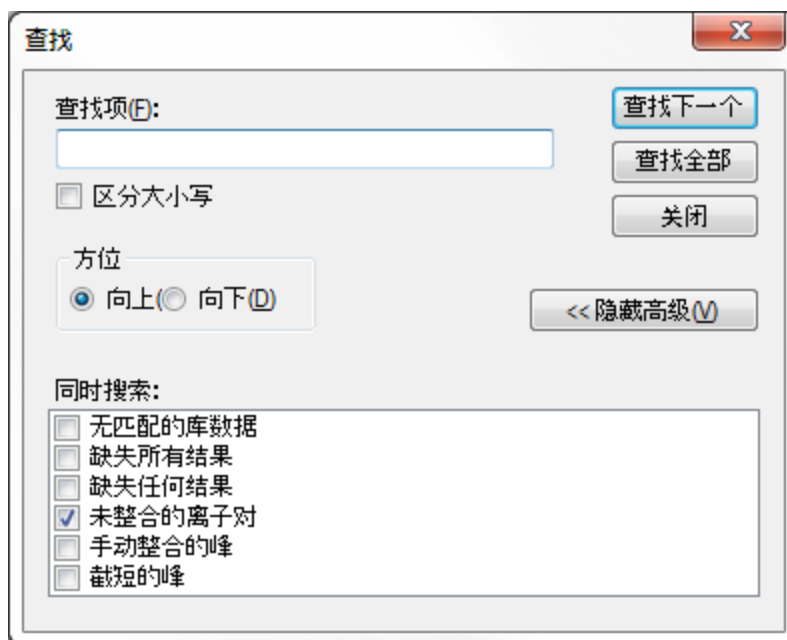 查找
查找项(F):
查找下一个
查找全部
区分大小写
关闭
方位
向上( 向下(D)
<< 隐藏高级(V)
同时搜索:
无匹配的库数据
缺失所有结果
缺失任何结果
未整合的离子对
手动整合的峰
截短的峰